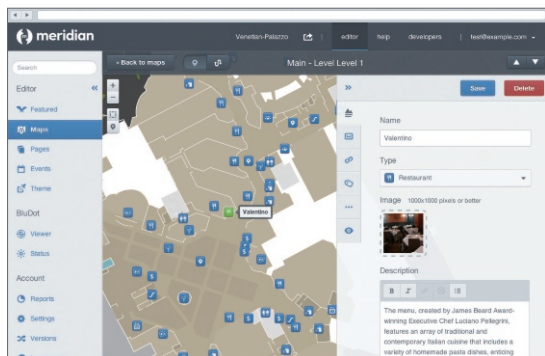 meridian
Venetian-Palazzo
editor
help
developers
test@example.com
Search
« Back to maps
Main - Level Level 1
Editor
Featured
Maps
Pages
Events
Theme
BluDot
Viewer
Status
Account
Reports
Settings
Versions
Valentino
Save
Delete
Name
Valentino
Type
Restaurant
Image 1000x1000 pixels or better
Description
B
The menu, created by James Beard Award-
winning Executive Chef Luciano Pellegrini,
features an array of traditional and
contemporary Italian cuisine that includes a
variety of homemade pasta dishes, enticing